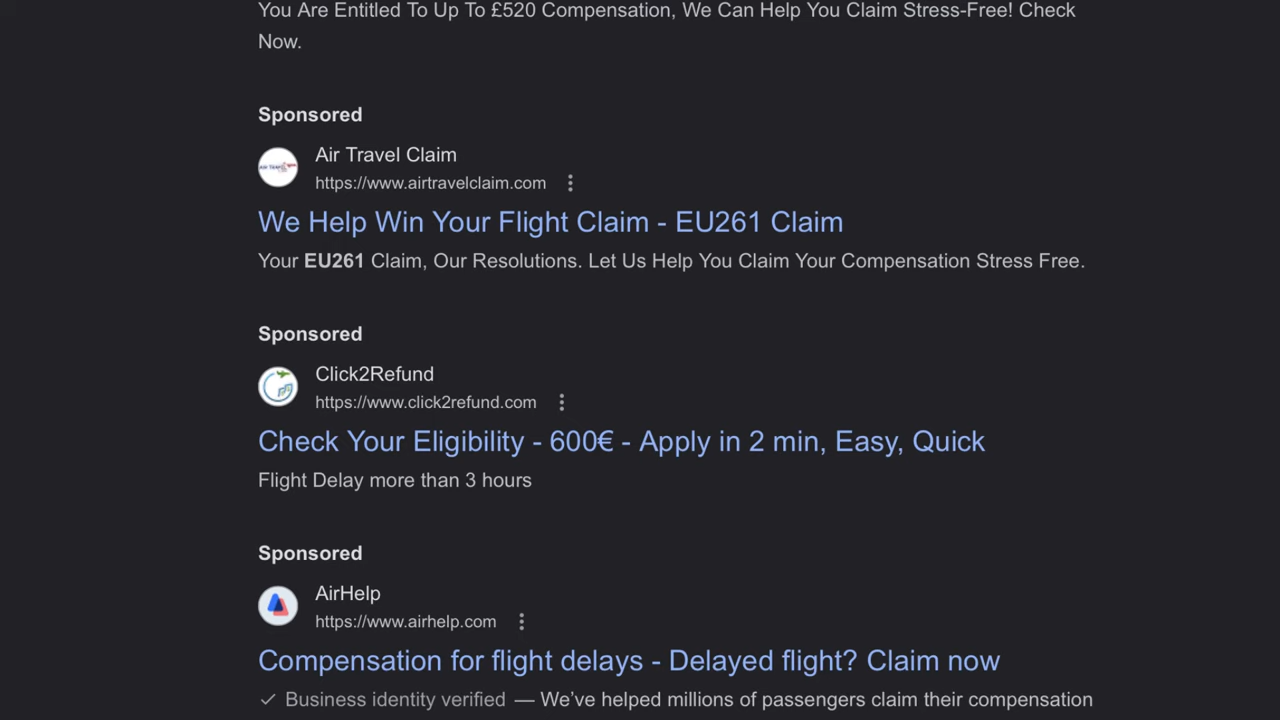 You Are Entitled To Up To £520 Compensation, We Can Help You Claim Stress-Free! Check
Now.
Sponsored
Air Travel Claim
https://www.airtravelclaim.com
We Help Win Your Flight Claim - EU261 Claim
Your EU261 Claim, Our Resolutions. Let Us Help You Claim Your Compensation Stress Free.
Sponsored
Click2Refund
https://www.click2refund.com
Check Your Eligibility - 600€ - Apply in 2 min, Easy, Quick
Flight Delay more than 3 hours
Sponsored
AirHelp
https://www.airhelp.com
Compensation for flight delays - Delayed flight? Claim now
Business identity verified — We’ve helped millions of passengers claim their compensation